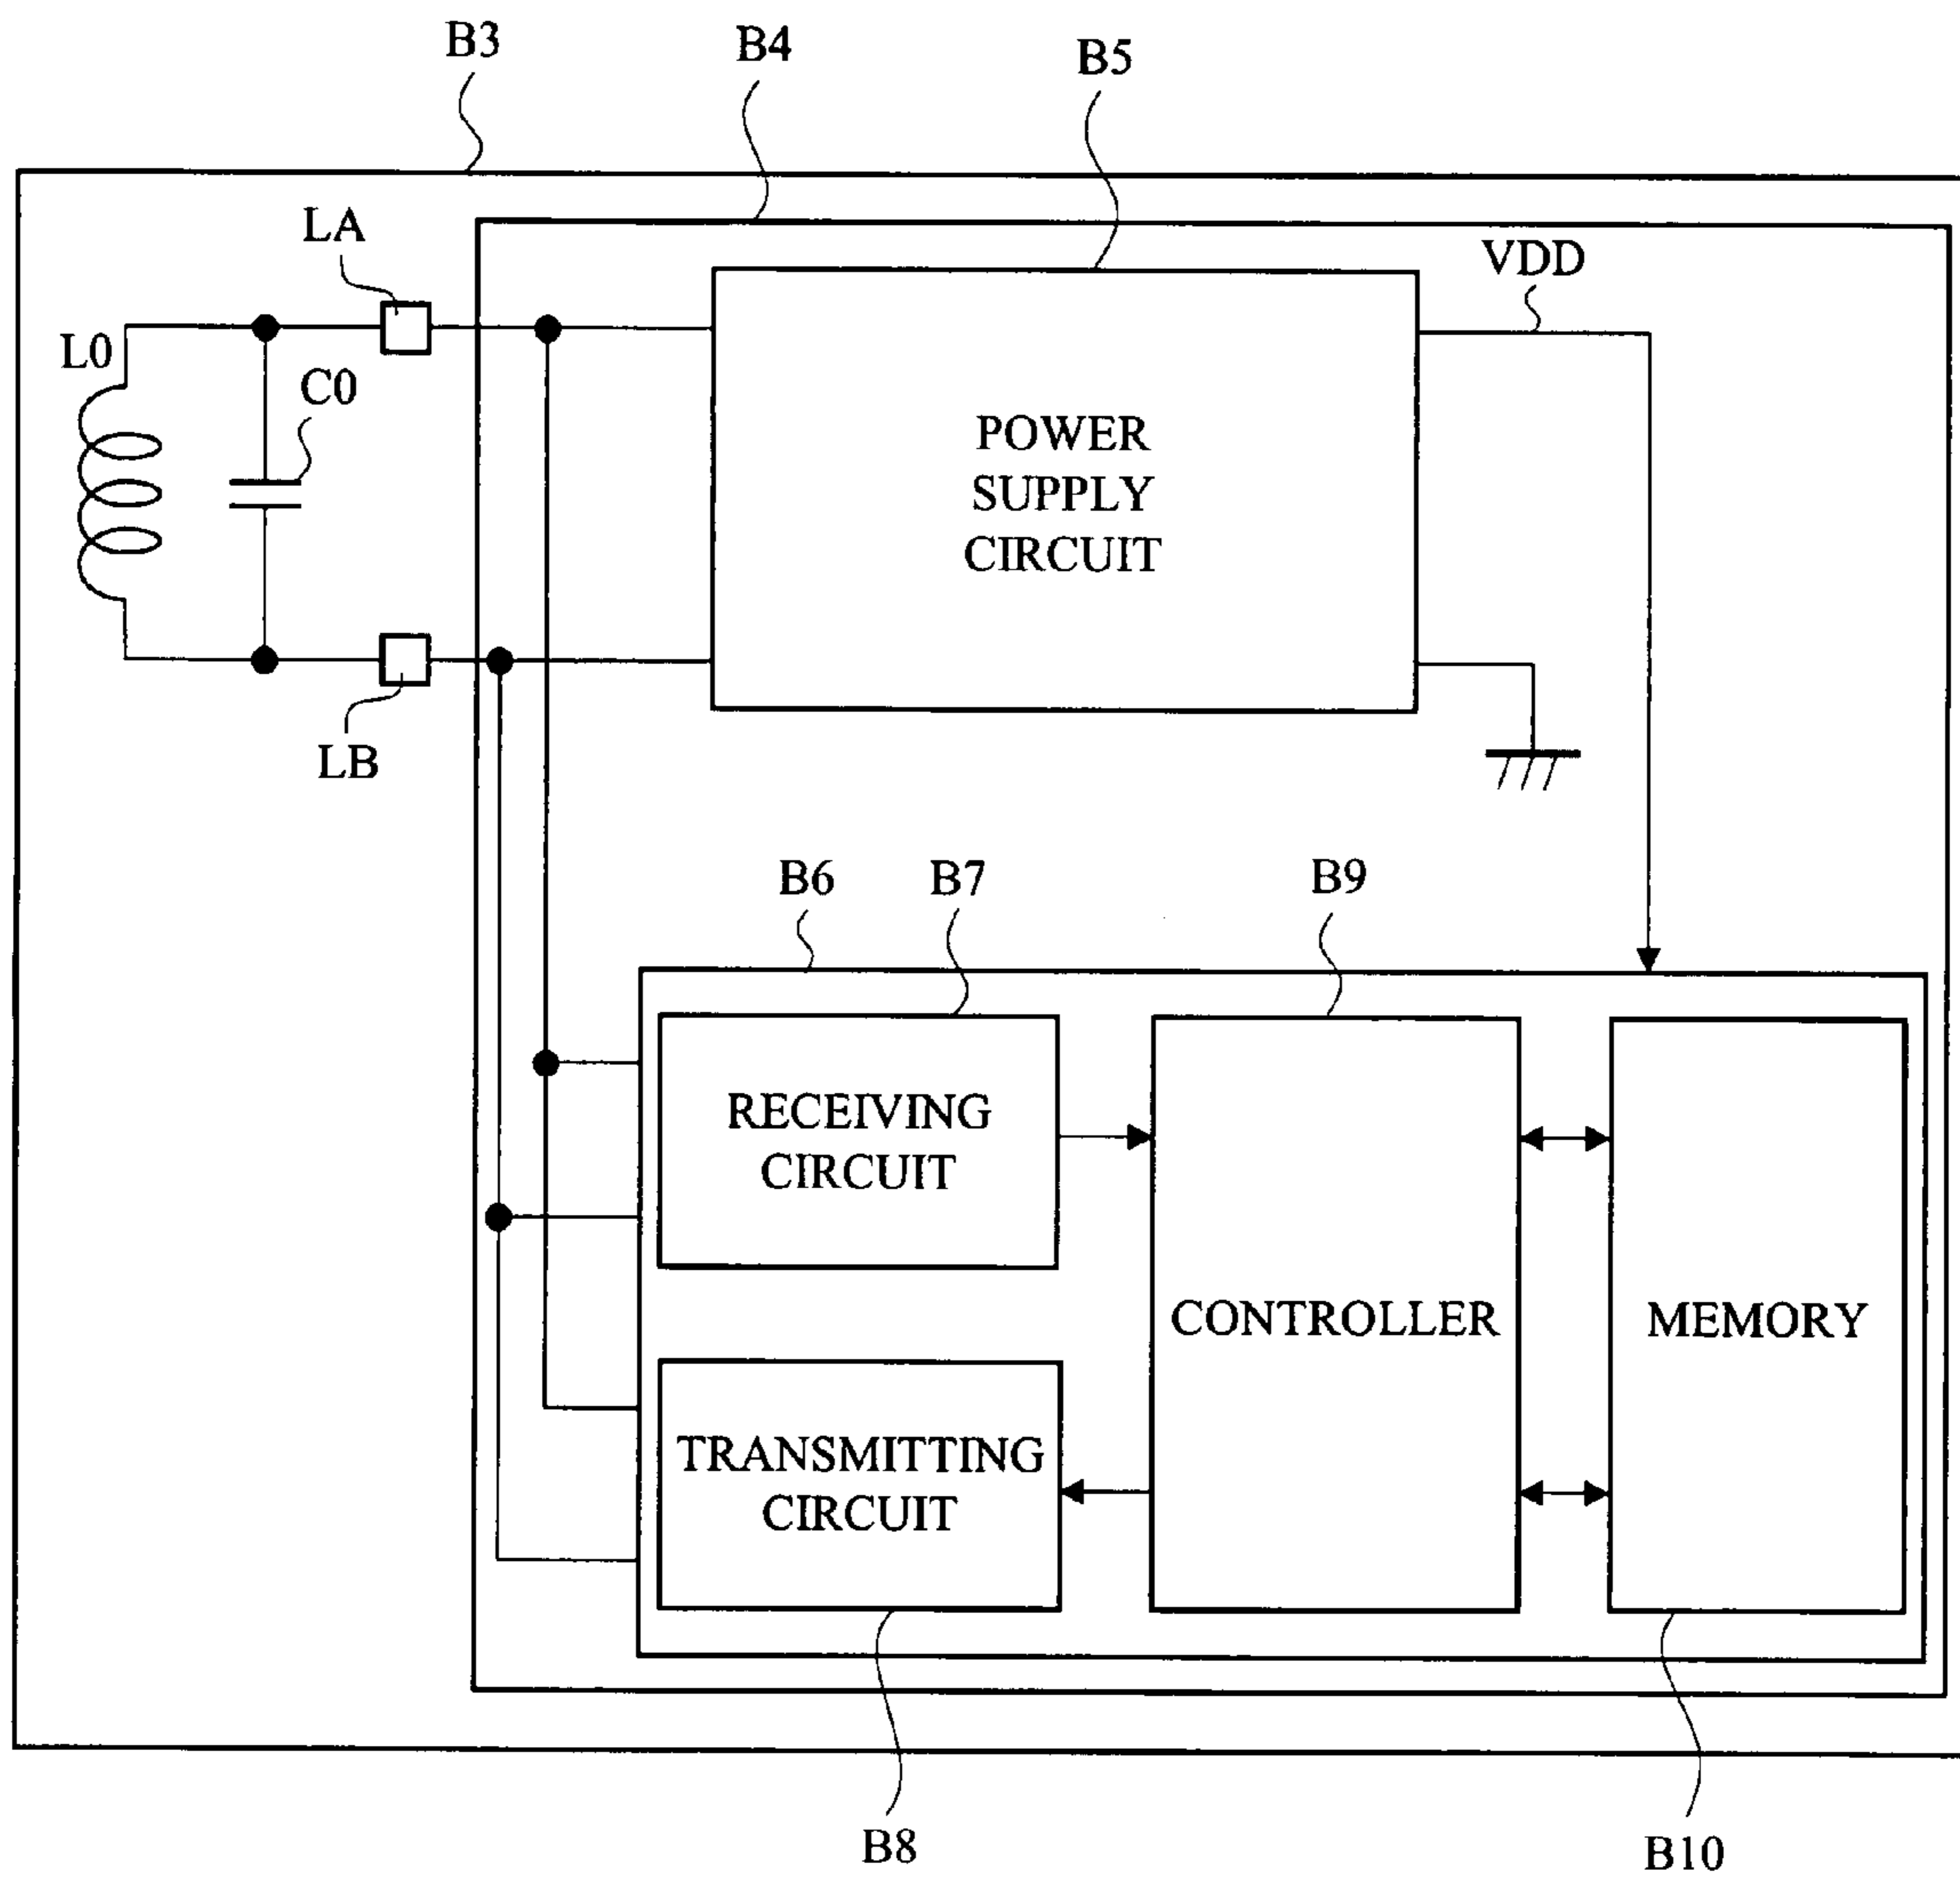 B3
B4
B5
LA
VDD
L0
C0
POWER
SUPPLY
CIRCUIT
LB
B6
B7
B9
RECEIVING
CIRCUIT
CONTROLLER
MEMORY
TRANSMITTING
CIRCUIT
B8
B10